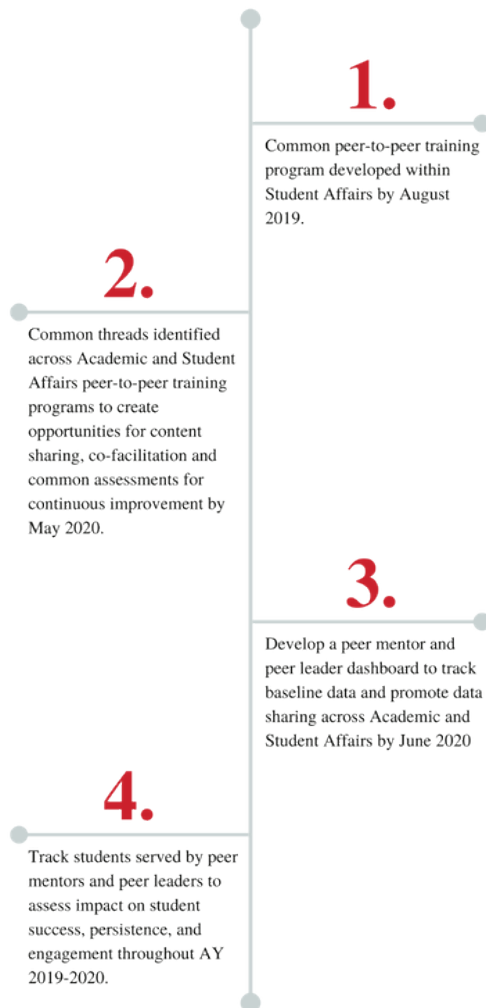 1.
Common peer-to-peer training
program developed within
Student Affairs by August
2019.
2.
Common threads identified
across Academic and Student
Affairs peer-to-peer training
programs to create
opportunities for content
sharing, co-facilitation and
common assessments for
continuous improvement by
May 2020.
3.
Develop a peer mentor and
peer leader dashboard to track
baseline data and promote data
sharing across Academic and
Student Affairs by June 2020
4.
Track students served by peer
mentors and peer leaders to
assess impact on student
success, persistence, and
engagement throughout AY
2019-2020.